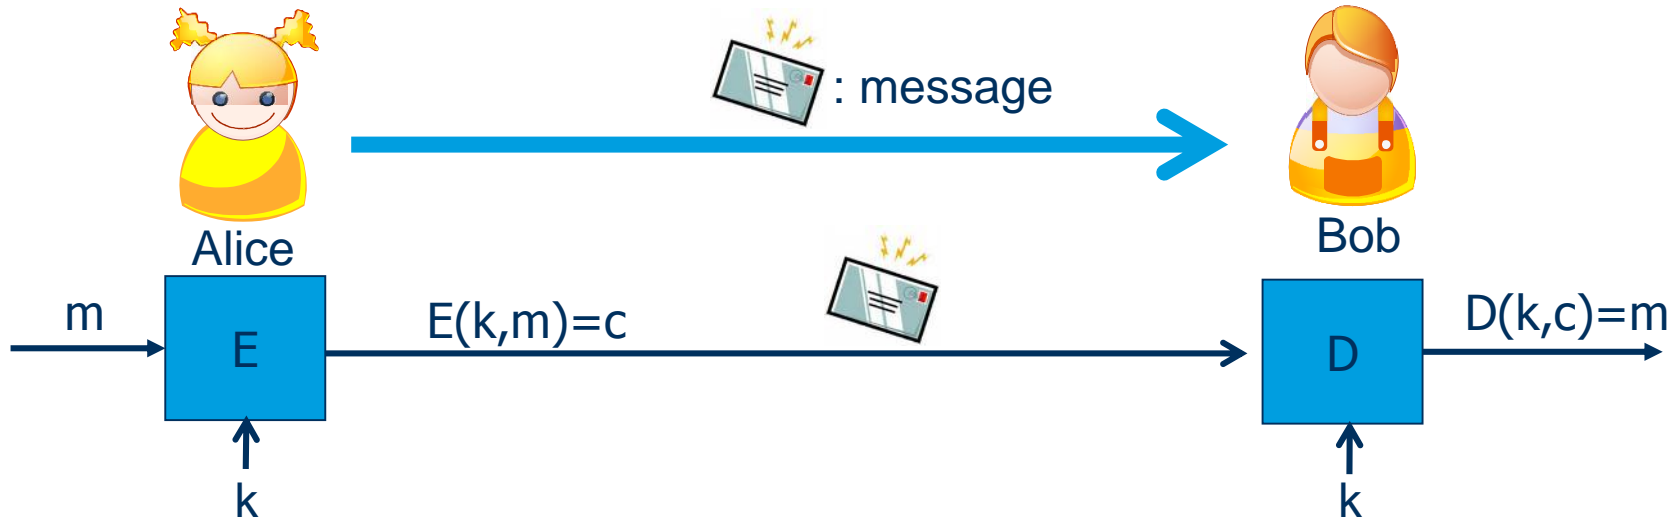 : message
Alice
Bob
m
E
E(k,m)=c
D
D(k,c)=m
k
k